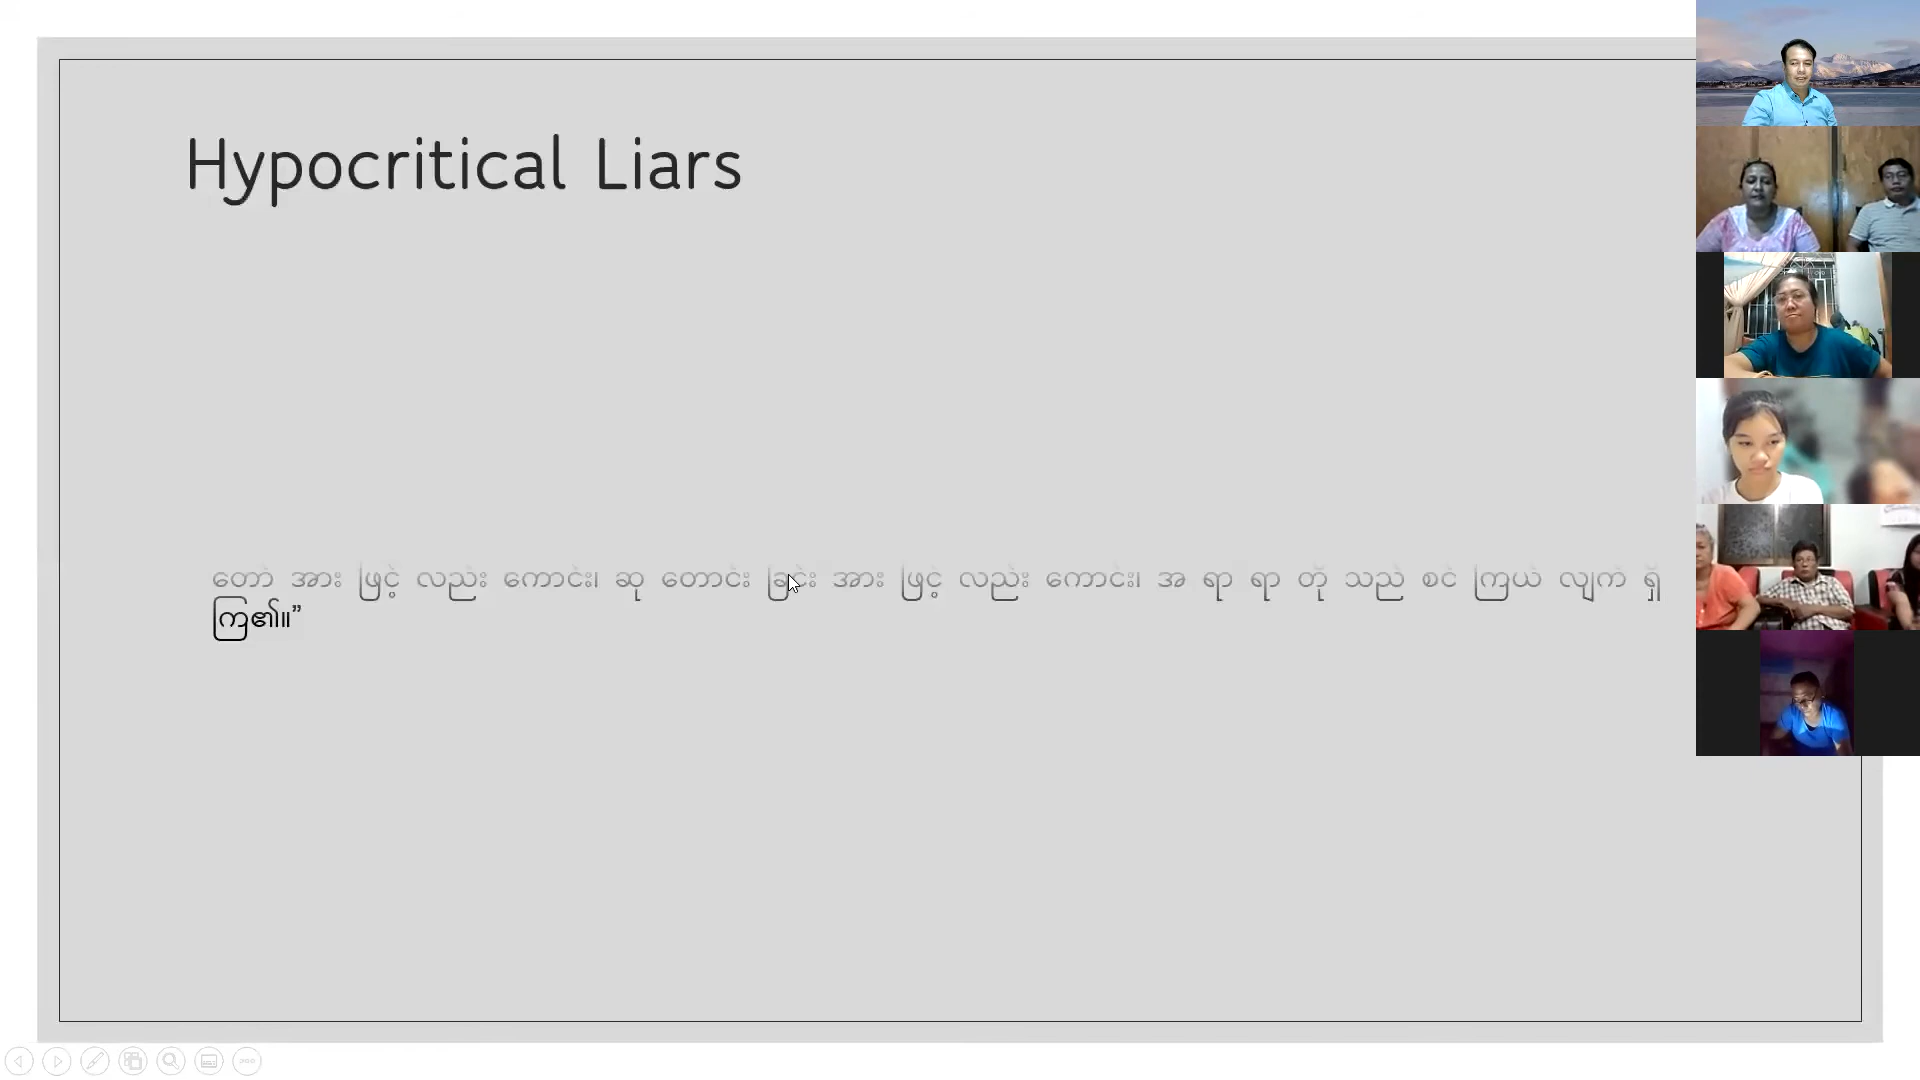 Hypocritical Liars
တော် အား ဖြင့် လည်း ကောင်း၊ ဆု တောင်း ခြင်း အား ဖြင့် လည်း ကောင်း၊ အ ရာ ရာ တို့ သည် စင် ကြယ် လျက် ရှိ
ကြ၏။”